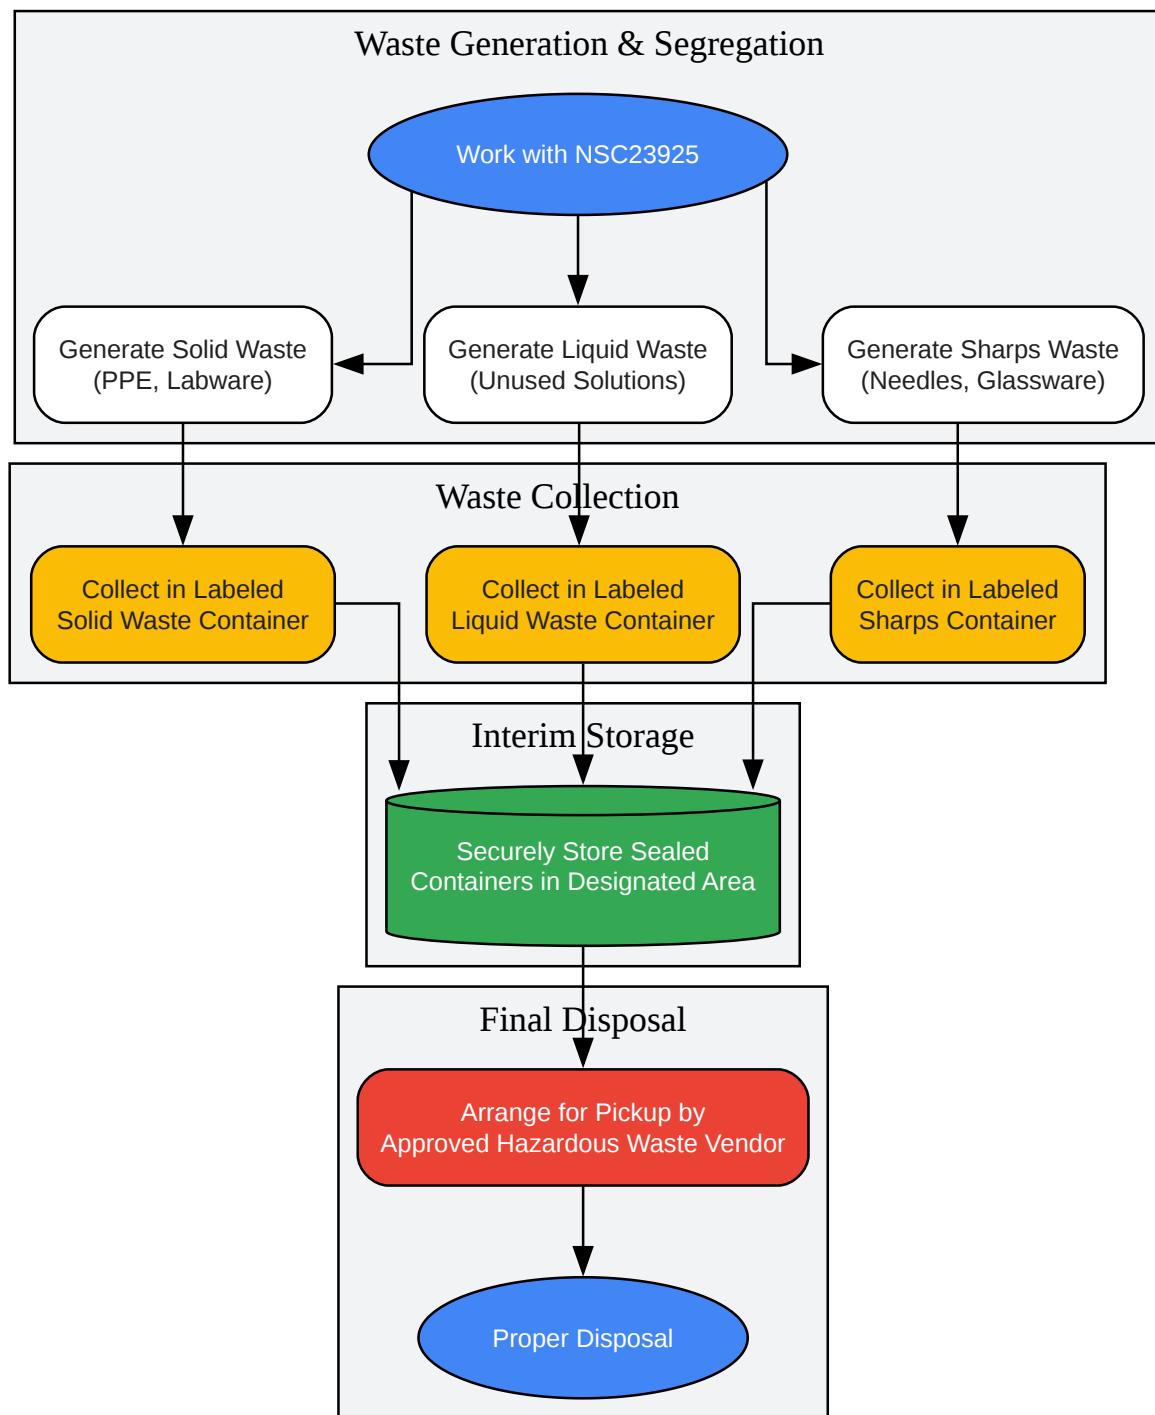 Waste Generation & Segregation
Work with NSC23925
Generate Solid Waste
(PPE, Labware)
Generate Liquid Waste
(Unused Solutions)
Generate Sharps Waste
(Needles, Glassware)
Waste Collection
Collect in Labeled
Solid Waste Container
Collect in Labeled
Liquid Waste Container
Collect in Labeled
Sharps Container
Interim Storage
Securely Store Sealed
Containers in Designated Area
Final Disposal
Arrange for Pickup by
Approved Hazardous Waste Vendor
Proper Disposal